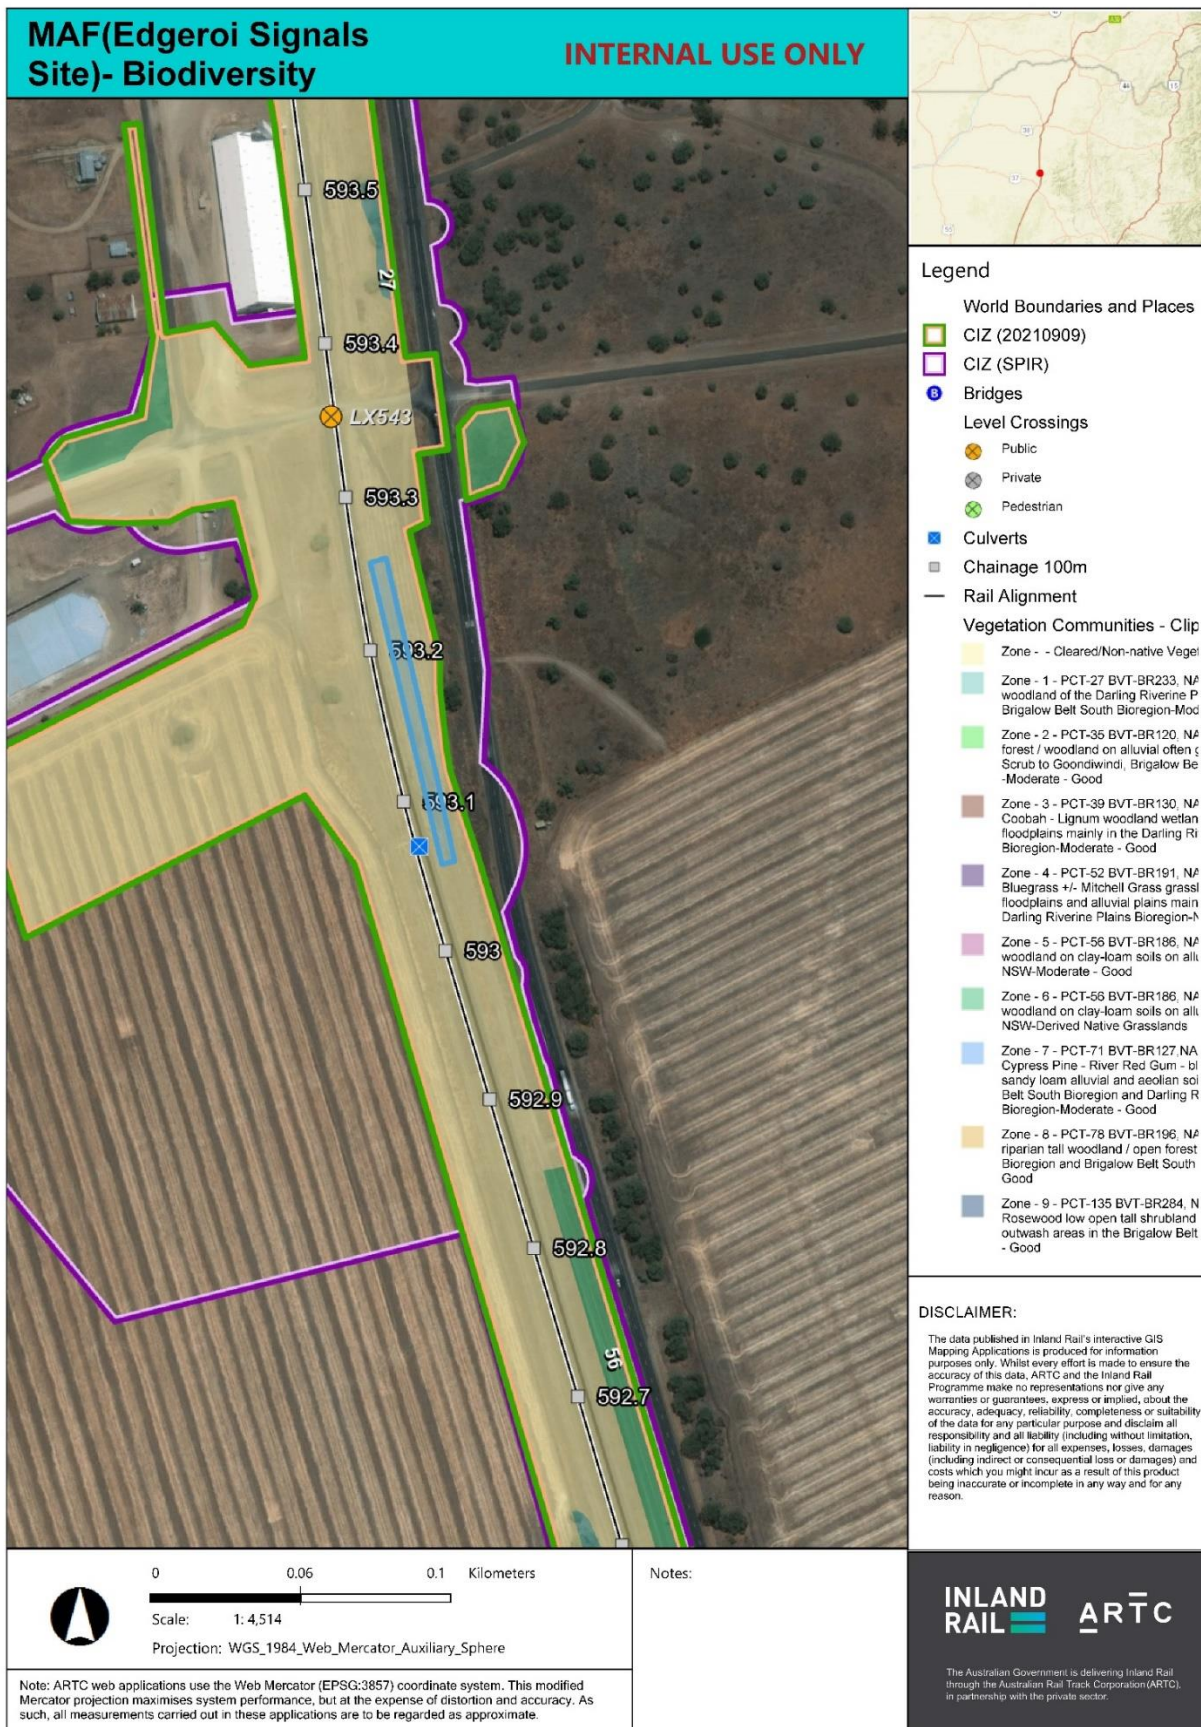 MAF(Edgeroi Signals
Site)- Biodiversity
INTERNAL USE ONLY
593.5
27
593.4
LX543
593.3
593.2
593.1
593
592.9
592.8
56
592.7
Legend
World Boundaries and Places
CIZ (20210909)
CIZ (SPIR)
B Bridges
Level Crossings
Public
Private
Pedestrian
Culverts
Chainage 100m
Rail Alignment
Vegetation Communities - Clip
Zone - - Cleared/Non-native Veget
Zone - 1 - PCT-27 BVT-BR233, NA
woodland of the Darling Riverine P
Brigalow Belt South Bioregion-Mod
Zone - 2 - PCT-35 BVT-BR120, NA
forest / woodland on alluvial often g
Scrub to Goondiwindi, Brigalow Be
-Moderate - Good
Zone - 3 - PCT-39 BVT-BR130, NA
Coobah - Lignum woodland wetlan
floodplains mainly in the Darling Ri
Bioregion-Moderate - Good
Zone - 4 - PCT-52 BVT-BR191, NA
Bluegrass +/- Mitchell Grass grassl
floodplains and alluvial plains main
Darling Riverine Plains Bioregion-N
Zone - 5 - PCT-56 BVT-BR186, NA
woodland on clay-loam soils on allu
NSW-Moderate - Good
Zone - 6 - PCT-56 BVT-BR186, NA
woodland on clay-loam soils on allu
NSW-Derived Native Grasslands
Zone - 7 - PCT-71 BVT-BR127,NA
Cypress Pine - River Red Gum - bl
sandy loam alluvial and aeolian soi
Belt South Bioregion and Darling R
Bioregion-Moderate - Good
Zone - 8 - PCT-78 BVT-BR196, NA
riparian tall woodland / open forest
Bioregion and Brigalow Belt South
Good
Zone - 9 - PCT-135 BVT-BR284, N
Rosewood low open tall shrubland
outwash areas in the Brigalow Belt
- Good
DISCLAIMER:
The data published in Inland Rail's interactive GIS
Mapping Applications is produced for information
purposes only. Whilst every effort is made to ensure the
accuracy of this data, ARTC and the Inland Rail
Programme make no representations nor give any
warranties or guarantees, express or implied, about the
accuracy, adequacy, reliability, completeness or suitability
of the data for any particular purpose and disclaim all
responsibility and all liability (including without limitation,
liability in negligence) for all expenses, losses, damages
(including indirect or consequential loss or damages) and
costs which you might incur as a result of this product
being inaccurate or incomplete in any way and for any
reason.
0 0.06 0.1 Kilometers
Scale: 1: 4,514
Projection: WGS_1984_Web_Mercator_Auxiliary_Sphere
Notes:
Note: ARTC web applications use the Web Mercator (EPSG:3857) coordinate system. This modified
Mercator projection maximises system performance, but at the expense of distortion and accuracy. As
such, all measurements carried out in these applications are to be regarded as approximate.
INLAND
RAIL
ARTC
The Australian Government is delivering Inland Rail
through the Australian Rail Track Corporation (ARTC),
in partnership with the private sector.